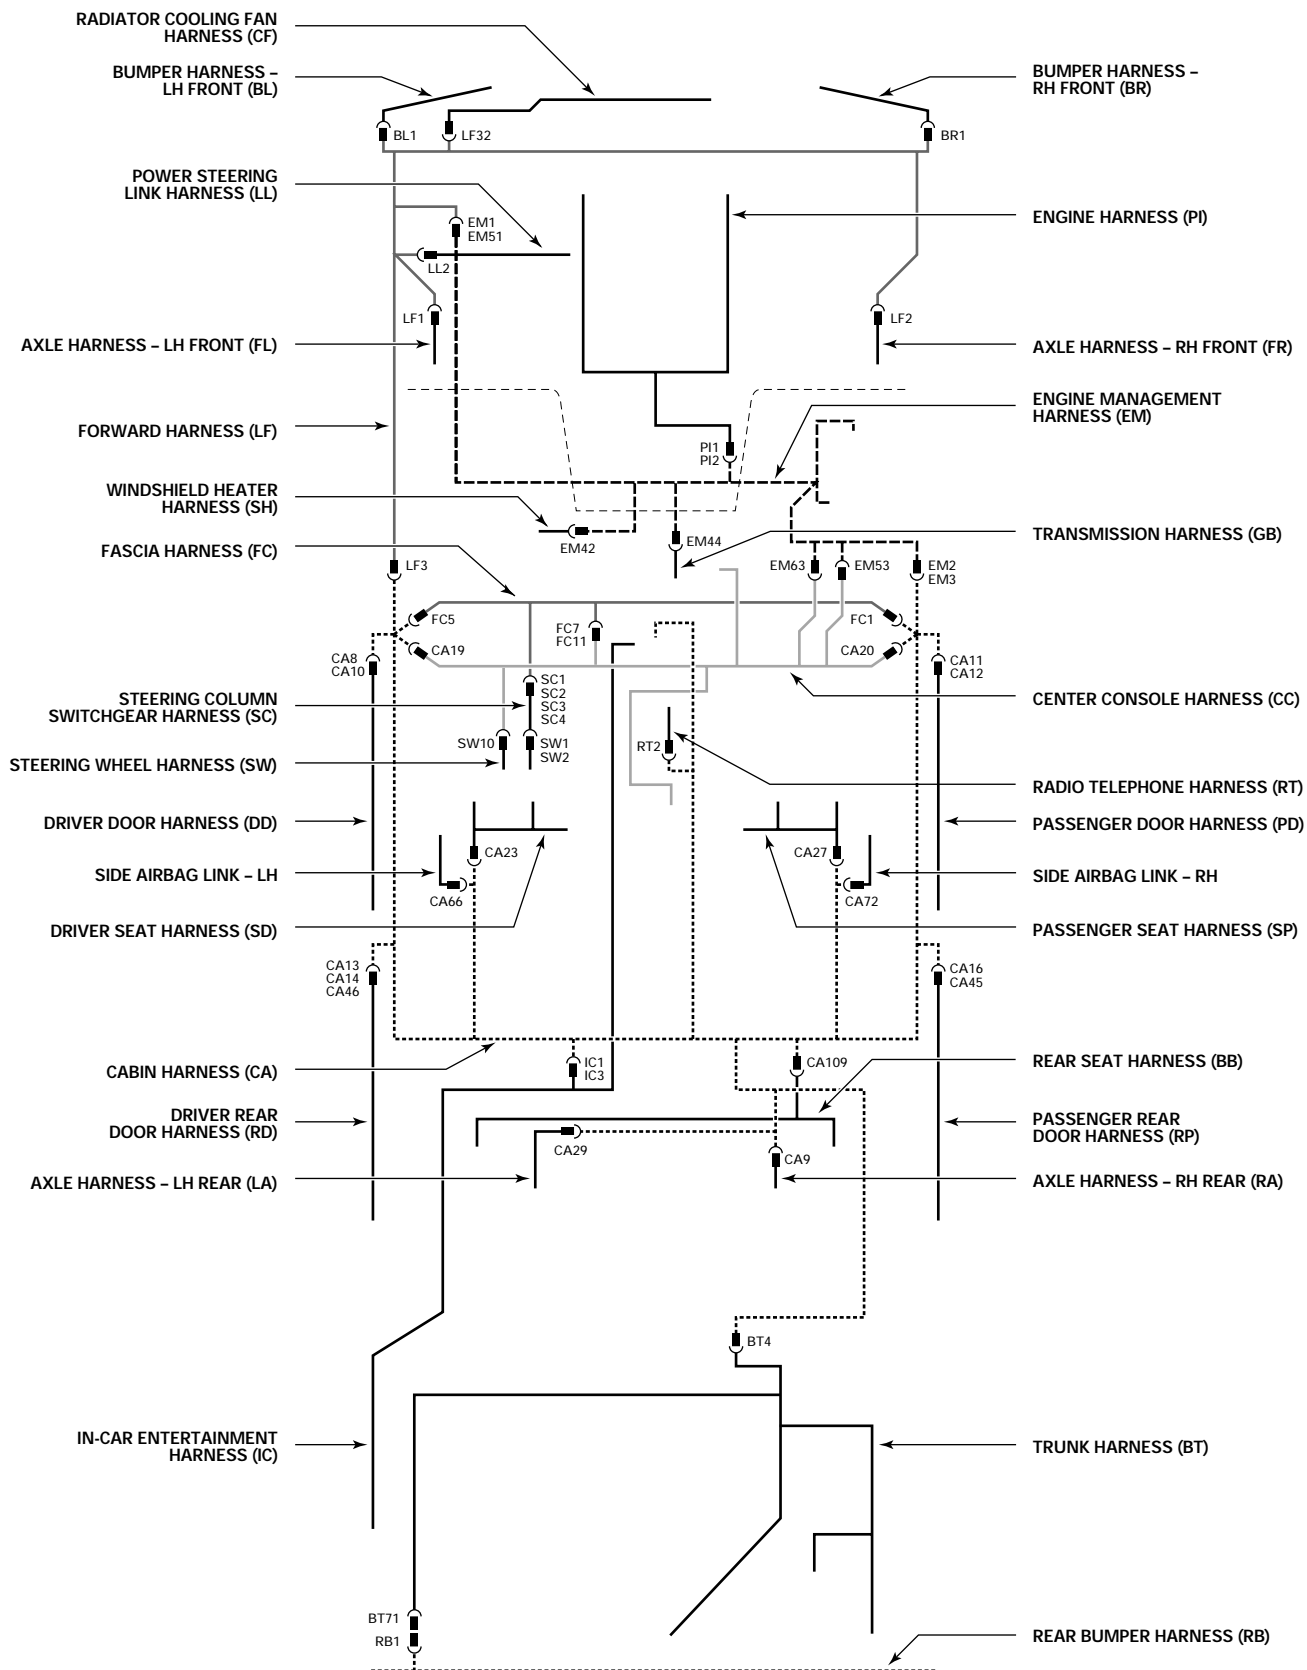 RADIATOR COOLING FAN
HARNESS (CF)
BUMPER HARNESS –
LH FRONT (BL)
BUMPER HARNESS –
RH FRONT (BR)
BL1
LF32
BR1
POWER STEERING
LINK HARNESS (LL)
EM1
EM51
ENGINE HARNESS (PI)
LL2
LF1
LF2
AXLE HARNESS – LH FRONT (FL)
AXLE HARNESS – RH FRONT (FR)
ENGINE MANAGEMENT
HARNESS (EM)
FORWARD HARNESS (LF)
PI1
PI2
WINDSHIELD HEATER
HARNESS (SH)
EM42
EM44
TRANSMISSION HARNESS (GB)
FASCIA HARNESS (FC)
LF3
EM63
EM53
EM2
EM3
FC5
FC7
FC11
FC1
CA8
CA10
CA19
CA20
CA11
CA12
STEERING COLUMN
SWITCHGEAR HARNESS (SC)
SC1
SC2
SC3
SC4
CENTER CONSOLE HARNESS (CC)
SW10
SW1
SW2
RT2
STEERING WHEEL HARNESS (SW)
RADIO TELEPHONE HARNESS (RT)
DRIVER DOOR HARNESS (DD)
PASSENGER DOOR HARNESS (PD)
CA23
CA27
SIDE AIRBAG LINK – LH
SIDE AIRBAG LINK – RH
CA66
CA72
DRIVER SEAT HARNESS (SD)
PASSENGER SEAT HARNESS (SP)
CA13
CA14
CA46
CA16
CA45
CABIN HARNESS (CA)
IC1
IC3
CA109
REAR SEAT HARNESS (BB)
DRIVER REAR
DOOR HARNESS (RD)
PASSENGER REAR
DOOR HARNESS (RP)
CA29
CA9
AXLE HARNESS – LH REAR (LA)
AXLE HARNESS – RH REAR (RA)
BT4
IN-CAR ENTERTAINMENT
HARNESS (IC)
TRUNK HARNESS (BT)
BT71
RB1
REAR BUMPER HARNESS (RB)